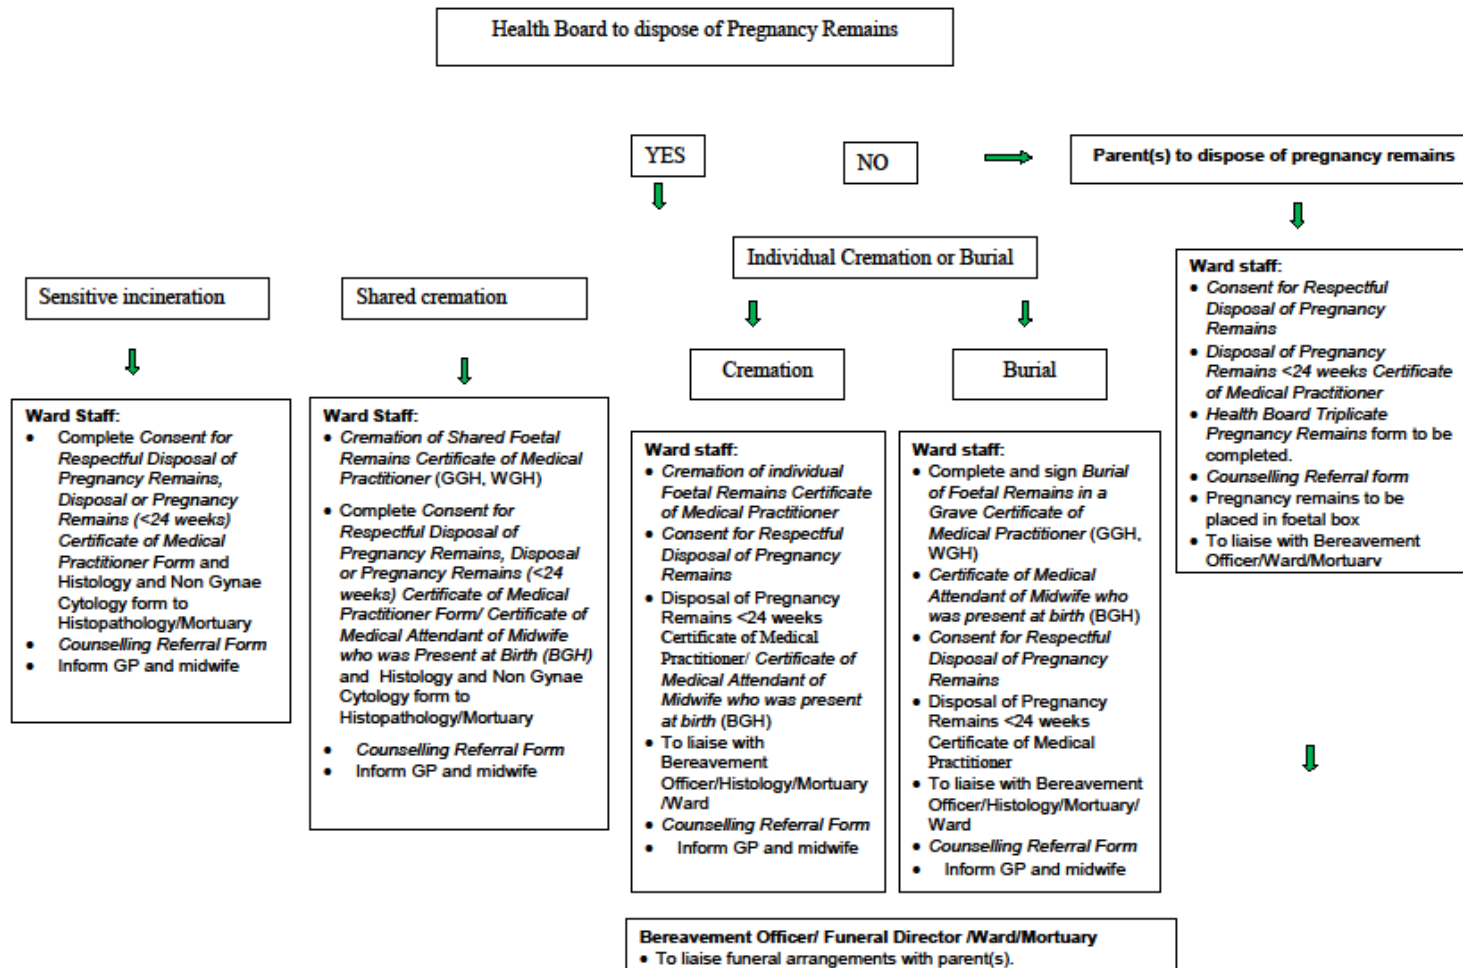 Health Board to dispose of Pregnancy Remains
YES
NO
Parent(s) to dispose of pregnancy remains
Individual Cremation or Burial
Sensitive incineration
Shared cremation
Cremation
Burial
Ward Staff:
• Complete Consent for
Respectful Disposal of
Pregnancy Remains,
Disposal or Pregnancy
Remains (<24 weeks)
Certificate of Medical
Practitioner Form and
Histology and Non Gynae
Cytology form to
Histopathology/Mortuary
• Counselling Referral Form
• Inform GP and midwife
Ward Staff:
• Cremation of Shared Foetal
Remains Certificate of Medical
Practitioner (GGH, WGH)
• Complete Consent for
Respectful Disposal of
Pregnancy Remains, Disposal
or Pregnancy Remains (<24
weeks) Certificate of Medical
Practitioner Form/ Certificate of
Medical Attendant of Midwife
who was Present at Birth (BGH)
and Histology and Non Gynae
Cytology form to
Histopathology/Mortuary
• Counselling Referral Form
• Inform GP and midwife
Ward staff:
• Cremation of individual
Foetal Remains Certificate
of Medical Practitioner
• Consent for Respectful
Disposal of Pregnancy
Remains
• Disposal of Pregnancy
Remains <24 weeks
Certificate of Medical
Practitioner/ Certificate of
Medical Attendant of
Midwife who was present
at birth (BGH)
• To liaise with
Bereavement
Officer/Histology/Mortuary
/Ward
• Counselling Referral Form
• Inform GP and midwife
Ward staff:
• Complete and sign Burial
of Foetal Remains in a
Grave Certificate of
Medical Practitioner (GGH,
WGH)
• Certificate of Medical
Attendant of Midwife who
was present at birth (BGH)
• Consent for Respectful
Disposal of Pregnancy
Remains
• Disposal of Pregnancy
Remains <24 weeks
Certificate of Medical
Practitioner
• To liaise with Bereavement
Officer/Histology/Mortuary/
Ward
• Counselling Referral Form
• Inform GP and midwife
Ward staff:
• Consent for Respectful
Disposal of Pregnancy
Remains
• Disposal of Pregnancy
Remains <24 weeks Certificate
of Medical Practitioner
• Health Board Triplicate
Pregnancy Remains form to be
completed.
• Counselling Referral form
• Pregnancy remains to be
placed in foetal box
• To liaise with Bereavement
Officer/Ward/Mortuary
Bereavement Officer/ Funeral Director /Ward/Mortuary
• To liaise funeral arrangements with parent(s).